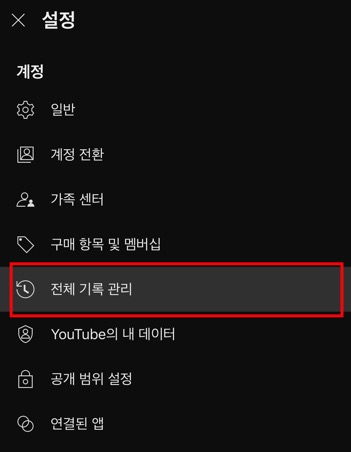 설정
계정
일반
계정 전환
가족 센터
구매 항목 및 멤버십
전체 기록 관리
YouTube의 내 데이터
공개 범위 설정
연결된 앱